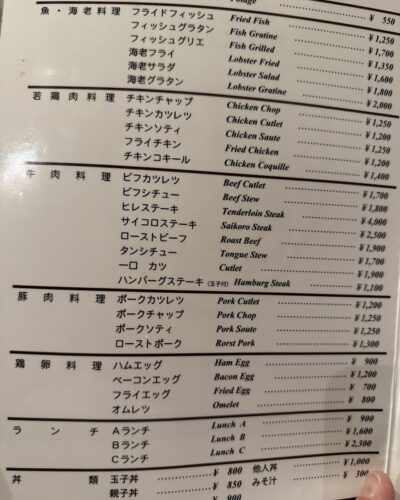 ¥ 550
魚・海老料理 フライドフィッシュ Fried Fish ¥1,250
フィッシュグラタン Fish Gratine ¥1,700
フィッシュグリエ Fish Grilled ¥1,350
海老フライ Lobster Fried ¥1,600
海老サラダ Lobster Salad ¥1,800
海老グラタン Lobster Gratine ¥2,000
若鶏肉料理 チキンチャップ Chicken Chop ¥1,250
チキンカツレツ Chicken Cutlet ¥1,200
チキンソティ Chicken Saute ¥1,250
フライチキン Fried Chicken ¥1,200
チキンコキール Chicken Coquille ¥1,400
牛肉料理 ビフカツレツ Beef Cutlet ¥1,700
ビフシチュー Beef Stew ¥1,800
ヒレステーキ Tenderloin Steak ¥4,000
サイコロステーキ Saikoro Steak ¥2,500
ローストビーフ Roast Beef ¥1,900
タンシチュー Tongue Stew ¥1,700
一口 カツ Cutlet ¥1,900
ハンバーグステーキ(玉子付) Hamburg Steak ¥1,100
豚肉料理 ポークカツレツ Pork Cutlet ¥1,200
ポークチャップ Pork Chop ¥1,250
ポークソティ Pork Soute ¥1,250
ローストポーク Rorst Pork ¥1,300
鶏卵料理 ハムエッグ Ham Egg ¥ 900
ベーコンエッグ Bacon Egg ¥1,200
フライエッグ Fried Egg ¥ 700
オムレツ Omelet ¥ 800
ランチ Aランチ Lunch A ¥ 900
Bランチ Lunch B ¥1,600
Cランチ Lunch C ¥2,300
丼類 玉子丼 ¥ 800 他人丼 ¥1,000
親子丼 ¥ 850 みそ汁 ¥ 300
¥ 900